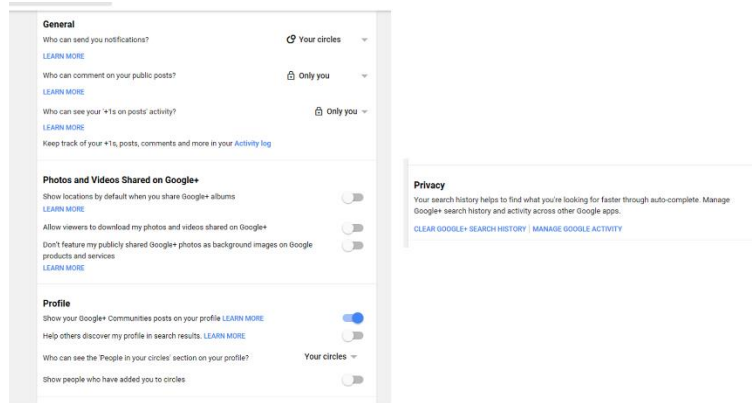 General
Who can send you notifications? Your circles
LEARN MORE
Who can comment on your public posts? Only you
LEARN MORE
Who can see your '+1s on posts' activity? Only you
LEARN MORE
Keep track of your +1s, posts, comments and more in your Activity log
Photos and Videos Shared on Google+
Show locations by default when you share Google+ albums
LEARN MORE
Allow viewers to download my photos and videos shared on Google+
Don't feature my publicly shared Google+ photos as background images on Google
products and services
LEARN MORE
Profile
Show your Google+ Communities posts on your profile LEARN MORE
Help others discover my profile in search results. LEARN MORE
Who can see the 'People in your circles' section on your profile? Your circles
Show people who have added you to circles
Privacy
Your search history helps to find what you're looking for faster through auto-complete. Manage
Google+ search history and activity across other Google apps.
CLEAR GOOGLE+ SEARCH HISTORY | MANAGE GOOGLE ACTIVITY